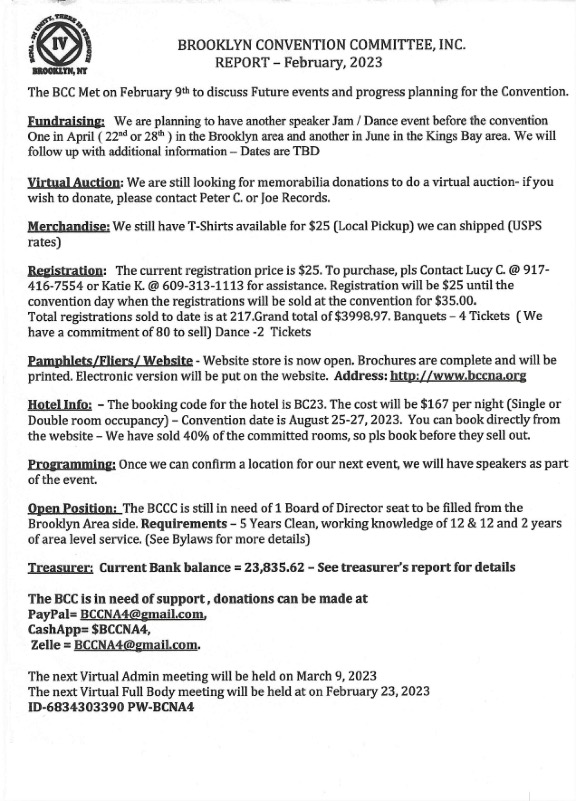 BCNA - IN UNITY, THERE IS STRENGTH
IV
BROOKLYN, NY
BROOKLYN CONVENTION COMMITTEE, INC.
REPORT – February, 2023
The BCC Met on February 9th to discuss Future events and progress planning for the Convention.
Fundraising: We are planning to have another speaker Jam / Dance event before the convention
One in April ( 22nd or 28th ) in the Brooklyn area and another in June in the Kings Bay area. We will
follow up with additional information – Dates are TBD
Virtual Auction: We are still looking for memorabilia donations to do a virtual auction- if you
wish to donate, please contact Peter C. or Joe Records.
Merchandise: We still have T-Shirts available for $25 (Local Pickup) we can shipped (USPS
rates)
Registration: The current registration price is $25. To purchase, pls Contact Lucy C. @ 917-
416-7554 or Katie K. @ 609-313-1113 for assistance. Registration will be $25 until the
convention day when the registrations will be sold at the convention for $35.00.
Total registrations sold to date is at 217.Grand total of $3998.97. Banquets – 4 Tickets ( We
have a commitment of 80 to sell) Dance -2 Tickets
Pamphlets/Fliers/ Website - Website store is now open. Brochures are complete and will be
printed. Electronic version will be put on the website. Address: http://www.bccna.org
Hotel Info: – The booking code for the hotel is BC23. The cost will be $167 per night (Single or
Double room occupancy) – Convention date is August 25-27, 2023. You can book directly from
the website – We have sold 40% of the committed rooms, so pls book before they sell out.
Programming: Once we can confirm a location for our next event, we will have speakers as part
of the event.
Open Position: The BCCC is still in need of 1 Board of Director seat to be filled from the
Brooklyn Area side. Requirements – 5 Years Clean, working knowledge of 12 & 12 and 2 years
of area level service. (See Bylaws for more details)
Treasurer: Current Bank balance = 23,835.62 – See treasurer's report for details
The BCC is in need of support , donations can be made at
PayPal= BCCNA4@gmail.com,
CashApp= $BCCNA4,
Zelle = BCCNA4@gmail.com.
The next Virtual Admin meeting will be held on March 9, 2023
The next Virtual Full Body meeting will be held at on February 23, 2023
ID-6834303390 PW-BCNA4